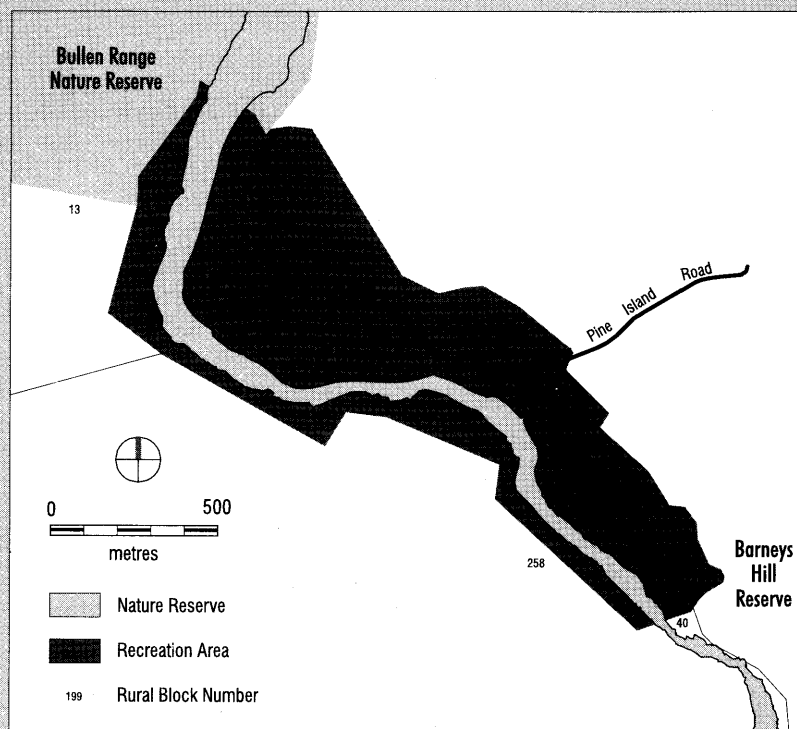 Bullen Range
Nature Reserve
13
Pine Island Road
0 500
metres
258
Barneys
Hill
Reserve
40
Nature Reserve
Recreation Area
199 Rural Block Number